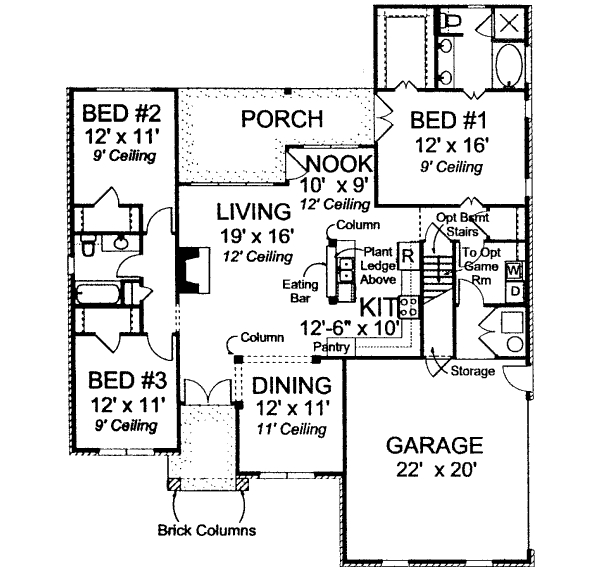 BED #2
12' x 11'
9' Ceiling
PORCH
BED #1
12' x 16'
9' Ceiling
NOOK
10' x 9'
12' Ceiling
LIVING
19' x 16'
12' Ceiling
Column
Opt Bsmt
Stairs
Plant
Ledge
Above
R
To Opt
Game
Rm
W
D
Eating
Bar
KIT
12'-6" x 10'
Pantry
Column
Storage
BED #3
12' x 11'
9' Ceiling
DINING
12' x 11'
11' Ceiling
GARAGE
22' x 20'
Brick Columns